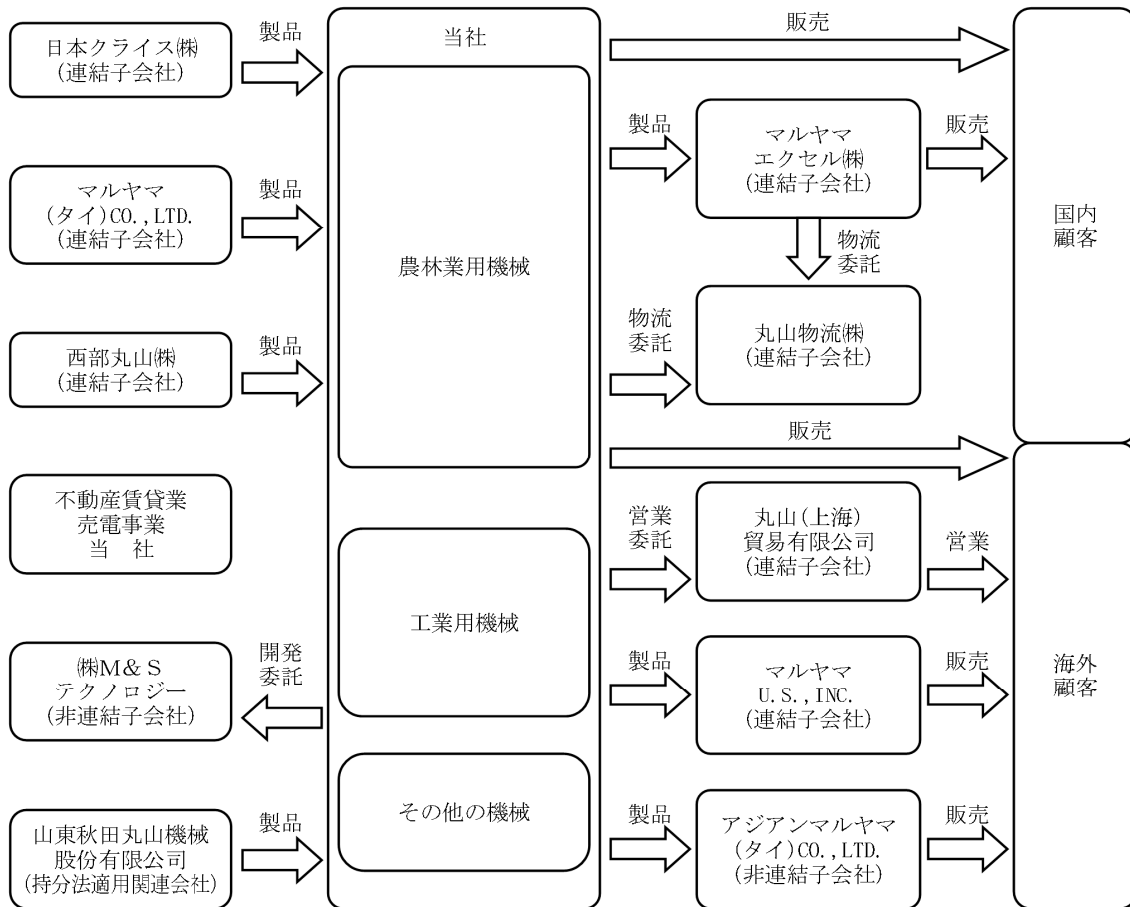 日本クライス㈱
(連結子会社)
製品
マルヤマ
(タイ)CO.,LTD.
(連結子会社)
製品
西部丸山㈱
(連結子会社)
製品
不動産賃貸業
売電事業
当　社
㈱M&S
テクノロジー
(非連結子会社)
開発
委託
山東秋田丸山機械
股份有限公司
(持分法適用関連会社)
製品
当社
農林業用機械
工業用機械
その他の機械
販売
製品
マルヤマ
エクセル㈱
(連結子会社)
販売
物流
委託
物流
委託
丸山物流㈱
(連結子会社)
販売
営業
委託
丸山(上海)
貿易有限公司
(連結子会社)
営業
製品
マルヤマ
U.S.,INC.
(連結子会社)
販売
製品
アジアンマルヤマ
(タイ)CO.,LTD.
(非連結子会社)
販売
国内
顧客
海外
顧客